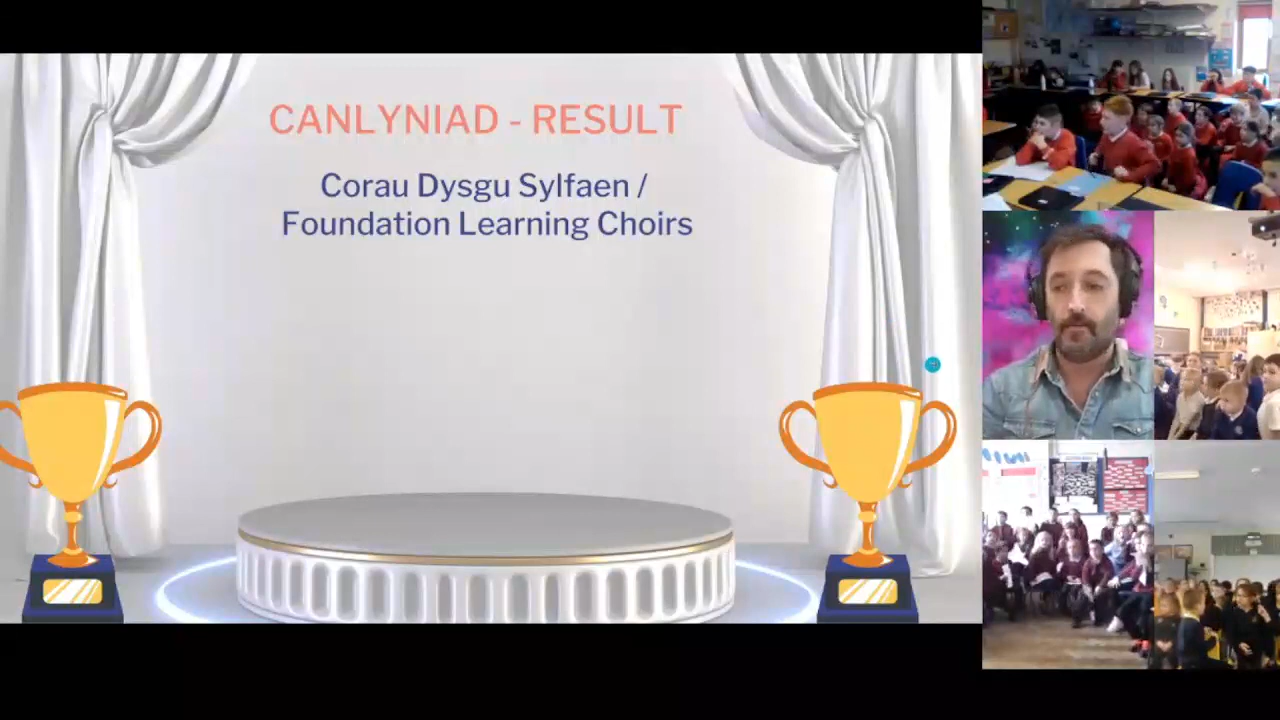 CANLYNIAD - RESULT
Corau Dysgu Sylfaen /
Foundation Learning Choirs